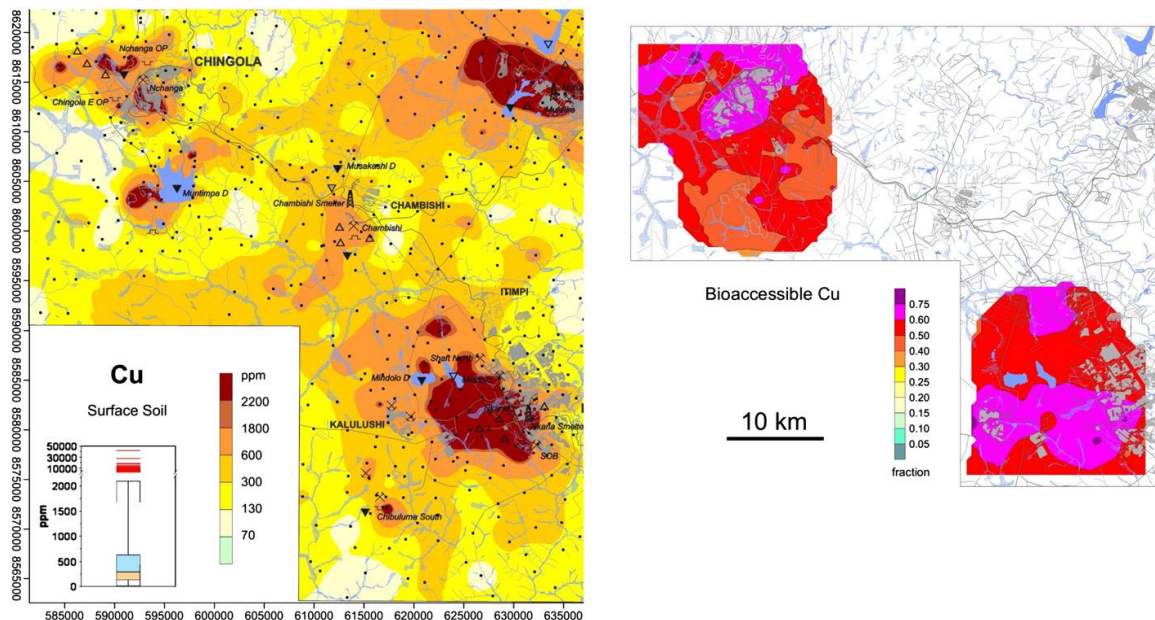 8620000
Nchanga OP
CHINGOLA
8615000
Nchanga
Chingola E OP
8610000
Musakashi D
8605000
Muntimpa D
Chambishi Smelter
CHAMBISHI
8600000
Chambishi
8595000
ITIMPI
8590000
Shaft North
8585000
Mindolo D
KALULUSHI
8580000
Nkana Smelter
SOB
8575000
Chibuluma South
8570000
8565000
Cu
Surface Soil
ppm
2200
1800
600
300
130
70
50000
30000
10000
2000
1500
1000
500
0
ppm
585000 590000 595000 600000 605000 610000 615000 620000 625000 630000 635000
Bioaccessible Cu
0.75
0.60
0.50
0.40
0.30
0.25
0.20
0.15
0.10
0.05
fraction
10 km